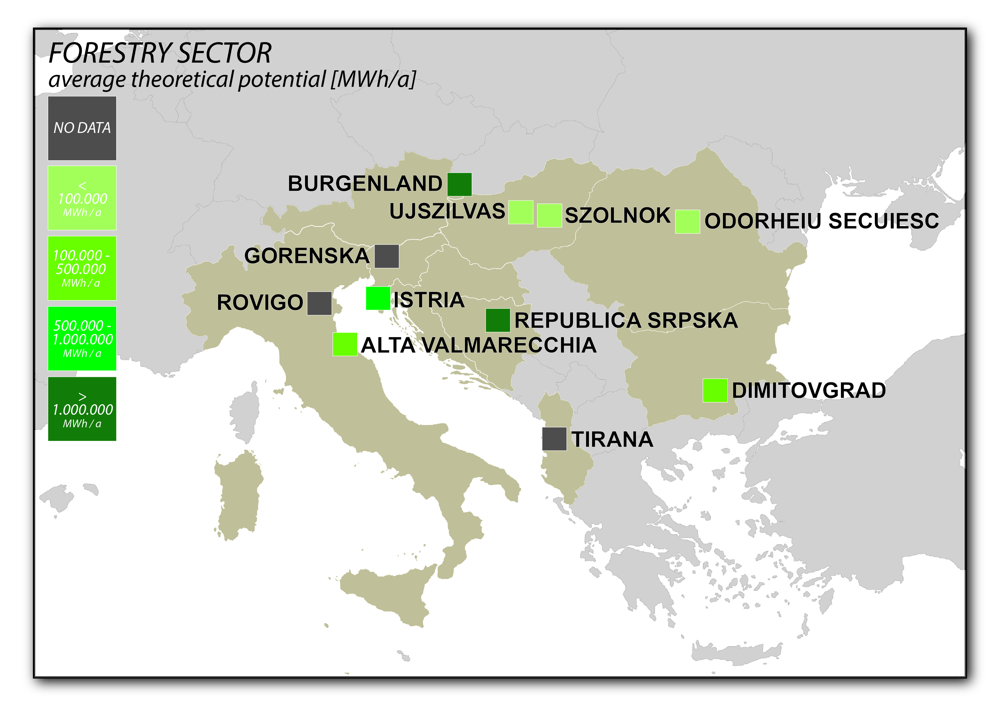 FORESTRY SECTOR
average theoretical potential [MWh/a]
NO DATA
<
100.000
MWh / a
100.000 -
500.000
MWh / a
500.000 -
1.000.000
MWh / a
>
1.000.000
MWh / a
BURGENLAND
UJSZILVAS
SZOLNOK
ODORHEIU SECUIESC
GORENSKA
ROVIGO
ISTRIA
REPUBLICA SRPSKA
ALTA VALMARECCHIA
DIMITOVGRAD
TIRANA